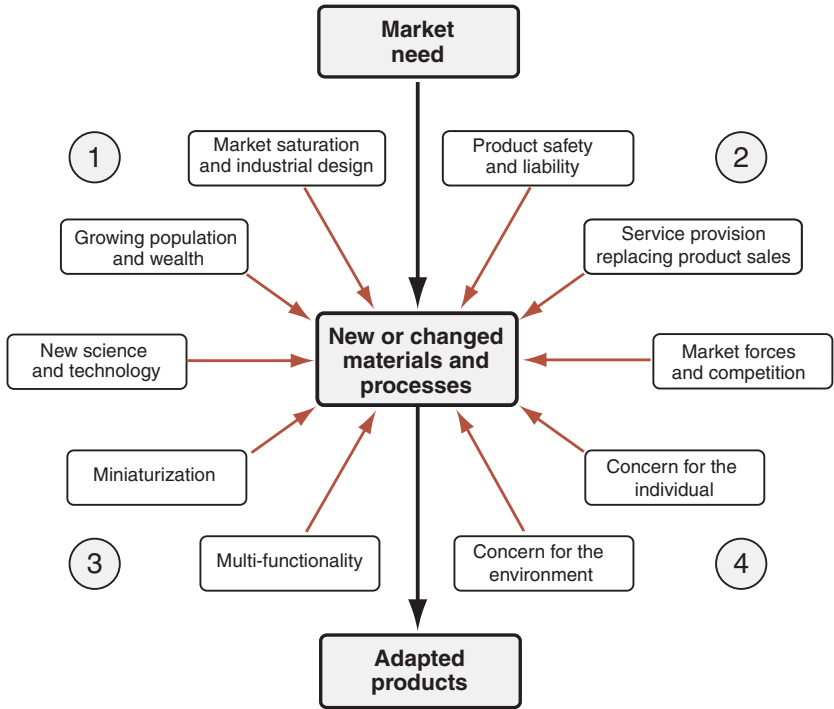 Market
need
1
Market saturation
and industrial design
Product safety
and liability
2
Growing population
and wealth
Service provision
replacing product sales
New science
and technology
New or changed
materials and
processes
Market forces
and competition
Miniaturization
Concern for the
individual
3
Multi-functionality
Concern for the
environment
4
Adapted
products